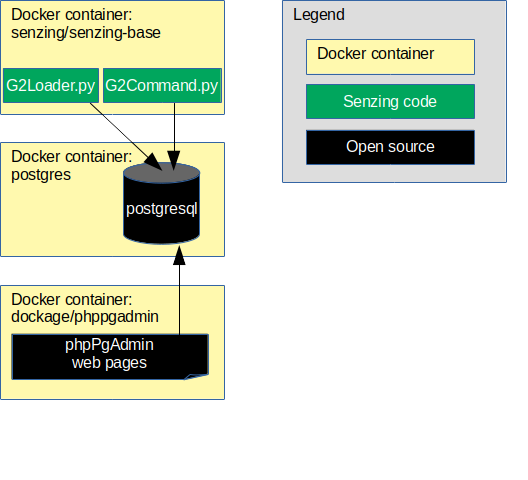 Docker container:
senzing/senzing-base
G2Loader.py
G2Command.py
Docker container:
postgres
postgresql
Docker container:
dockage/phppgadmin
phpPgAdmin
web pages
Legend
Docker container
Senzing code
Open source